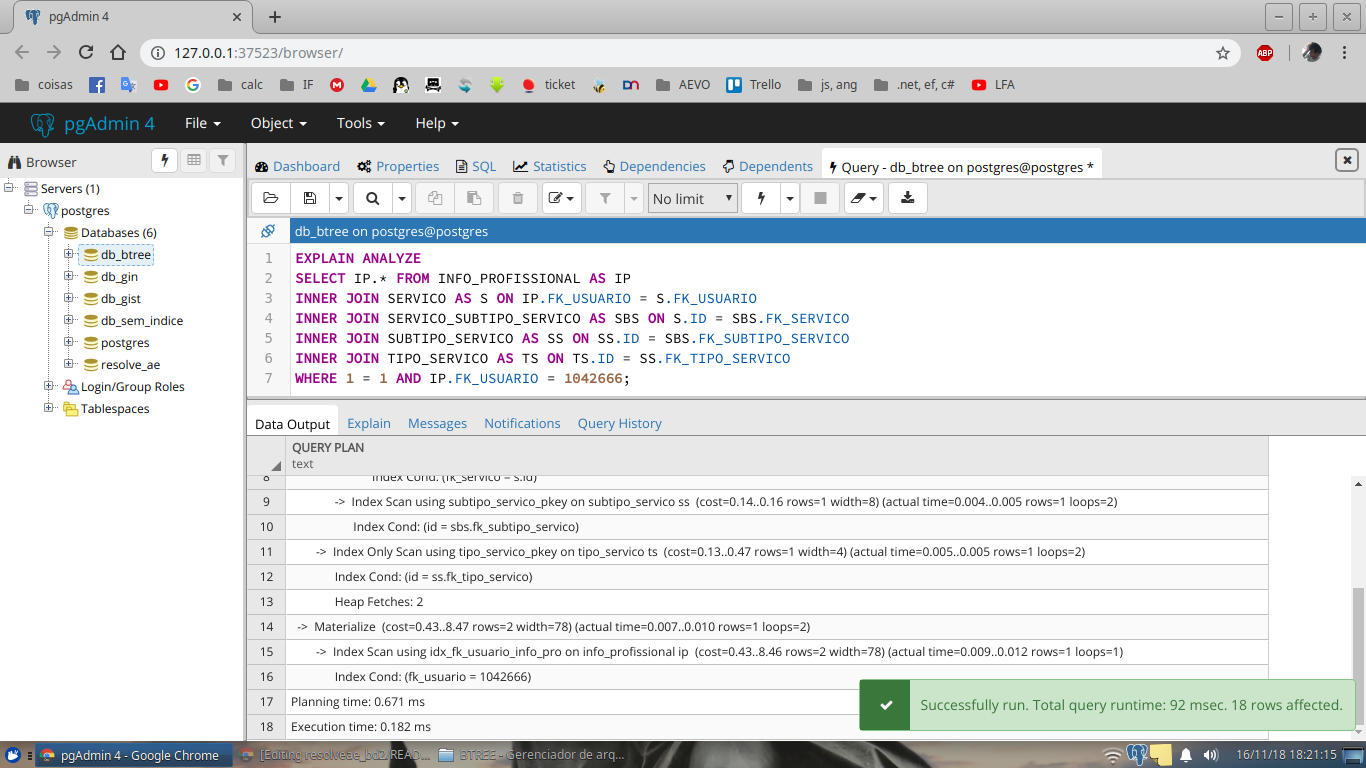 pgAdmin 4
127.0.0.1:37523/browser/
ABP
coisas
calc
IF
ticket
AEVO
Trello
js, ang
.net, ef, c#
LFA
pgAdmin 4
File
Object
Tools
Help
Browser
Dashboard
Properties
SQL
Statistics
Dependencies
Dependents
Query - db_btree on postgres@postgres *
Servers (1)
postgres
Databases (6)
db_btree
db_gin
db_gist
db_sem_indice
postgres
resolve_ae
Login/Group Roles
Tablespaces
No limit
db_btree on postgres@postgres
1 EXPLAIN ANALYZE
2 SELECT IP.* FROM INFO_PROFISSIONAL AS IP
3 INNER JOIN SERVICO AS S ON IP.FK_USUARIO = S.FK_USUARIO
4 INNER JOIN SERVICO_SUBTIPO_SERVICO AS SBS ON S.ID = SBS.FK_SERVICO
5 INNER JOIN SUBTIPO_SERVICO AS SS ON SS.ID = SBS.FK_SUBTIPO_SERVICO
6 INNER JOIN TIPO_SERVICO AS TS ON TS.ID = SS.FK_TIPO_SERVICO
7 WHERE 1 = 1 AND IP.FK_USUARIO = 1042666;
Data Output
Explain
Messages
Notifications
Query History
QUERY PLAN
text
8 Index Cond: (fk_servico = s.id)
9 -> Index Scan using subtipo_servico_pkey on subtipo_servico ss (cost=0.14..0.16 rows=1 width=8) (actual time=0.004..0.005 rows=1 loops=2)
10 Index Cond: (id = sbs.fk_subtipo_servico)
11 -> Index Only Scan using tipo_servico_pkey on tipo_servico ts (cost=0.13..0.47 rows=1 width=4) (actual time=0.005..0.005 rows=1 loops=2)
12 Index Cond: (id = ss.fk_tipo_servico)
13 Heap Fetches: 2
14 -> Materialize (cost=0.43..8.47 rows=2 width=78) (actual time=0.007..0.010 rows=1 loops=2)
15 -> Index Scan using idx_fk_usuario_info_pro on info_profissional ip (cost=0.43..8.46 rows=2 width=78) (actual time=0.009..0.012 rows=1 loops=1)
16 Index Cond: (fk_usuario = 1042666)
17 Planning time: 0.671 ms
18 Execution time: 0.182 ms
Successfully run. Total query runtime: 92 msec. 18 rows affected.
pgAdmin 4 - Google Chrome
[Editing resolveae_bd2/READ...
BTREE - Gerenciador de arq...
16/11/18 18:21:15